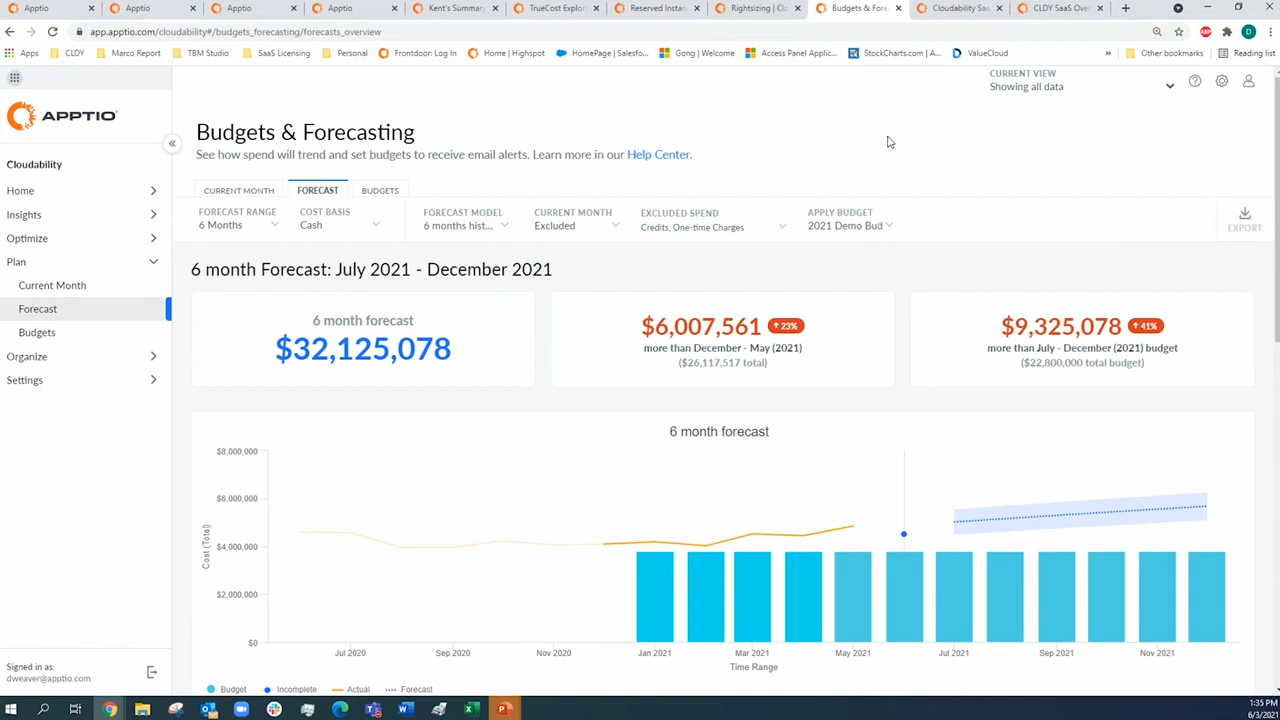 Apptio
Apptio
Apptio
Apptio
Kent's Summary
TrueCost Explor
Reserved Instan
Rightsizing | Clo
Budgets & Fore
Cloudability Saa
CLDY SaaS Ove
app.apptio.com/cloudability#/budgets_forecasting/forecasts_overview
Apps
CLDY
Marco Report
TBM Studio
SaaS Licensing
Personal
Frontdoor: Log In
Home | Highspot
HomePage | Salesfo...
Gong | Welcome
Access Panel Applic...
StockCharts.com | A...
ValueCloud
»
Other bookmarks
Reading list
APPTIO
Cloudability
Home
Insights
Optimize
Plan
Current Month
Forecast
Budgets
Organize
Settings
Signed in as:
dweaver@apptio.com
CURRENT VIEW
Showing all data
Budgets & Forecasting
See how spend will trend and set budgets to receive email alerts. Learn more in our Help Center.
CURRENT MONTH
FORECAST
BUDGETS
FORECAST RANGE
6 Months
COST BASIS
Cash
FORECAST MODEL
6 months hist...
CURRENT MONTH
Excluded
EXCLUDED SPEND
Credits, One-time Charges
APPLY BUDGET
2021 Demo Bud
EXPORT
6 month Forecast: July 2021 - December 2021
6 month forecast
$32,125,078
$6,007,561 ↑ 23%
more than December - May (2021)
($26,117,517 total)
$9,325,078 ↑ 41%
more than July - December (2021) budget
($22,800,000 total budget)
6 month forecast
$8,000,000
$6,000,000
$4,000,000
$2,000,000
$0
Cost (Total)
Jul 2020
Sep 2020
Nov 2020
Jan 2021
Mar 2021
May 2021
Jul 2021
Sep 2021
Nov 2021
Time Range
Budget
Incomplete
Actual
Forecast
1:35 PM
6/3/2021